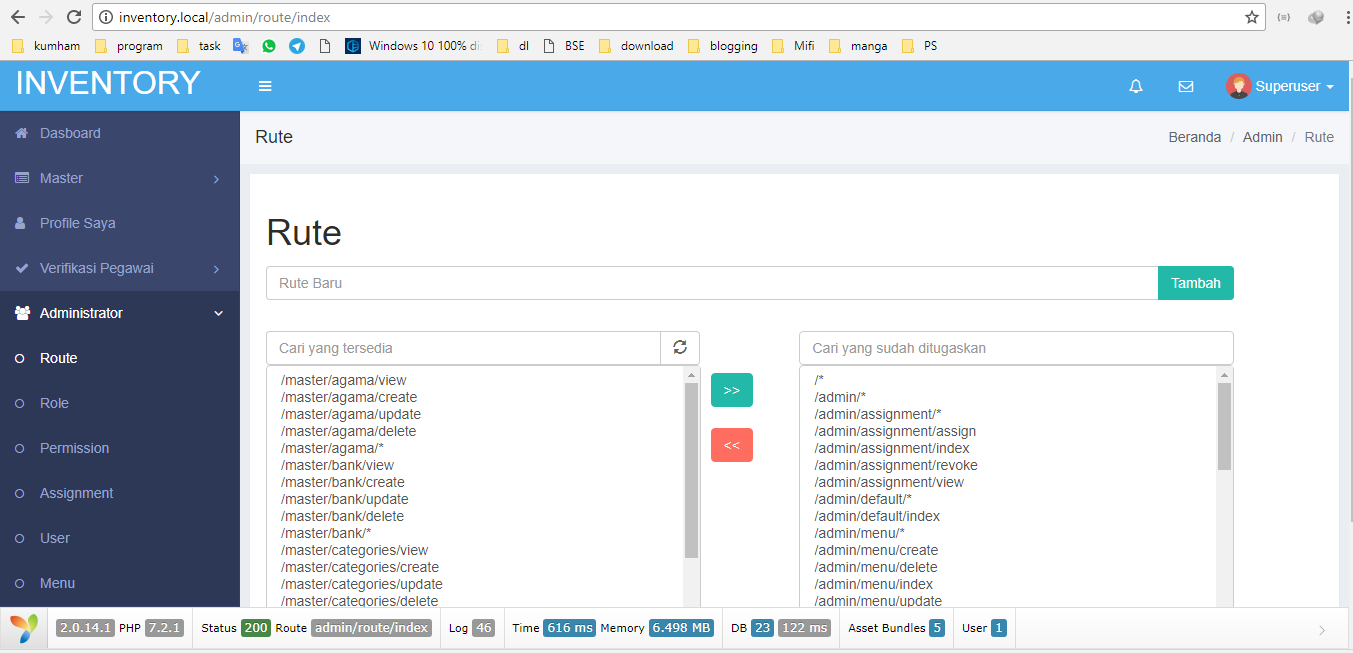 inventory.local/admin/route/index
kumham program task Windows 10 100% di dl BSE download blogging Mifi manga PS
INVENTORY Superuser
Dasboard
Master
Profile Saya
Verifikasi Pegawai
Administrator
Route
Role
Permission
Assignment
User
Menu
Rute Beranda / Admin / Rute
Rute
Rute Baru Tambah
Cari yang tersedia
/master/agama/view
/master/agama/create
/master/agama/update
/master/agama/delete
/master/agama/*
/master/bank/view
/master/bank/create
/master/bank/update
/master/bank/delete
/master/bank/*
/master/categories/view
/master/categories/create
/master/categories/update
/master/categories/delete
>>
<<
Cari yang sudah ditugaskan
/*
/admin/*
/admin/assignment/*
/admin/assignment/assign
/admin/assignment/index
/admin/assignment/revoke
/admin/assignment/view
/admin/default/*
/admin/default/index
/admin/menu/*
/admin/menu/create
/admin/menu/delete
/admin/menu/index
/admin/menu/update
2.0.14.1 PHP 7.2.1 Status 200 Route admin/route/index Log 46 Time 616 ms Memory 6.498 MB DB 23 122 ms Asset Bundles 5 User 1